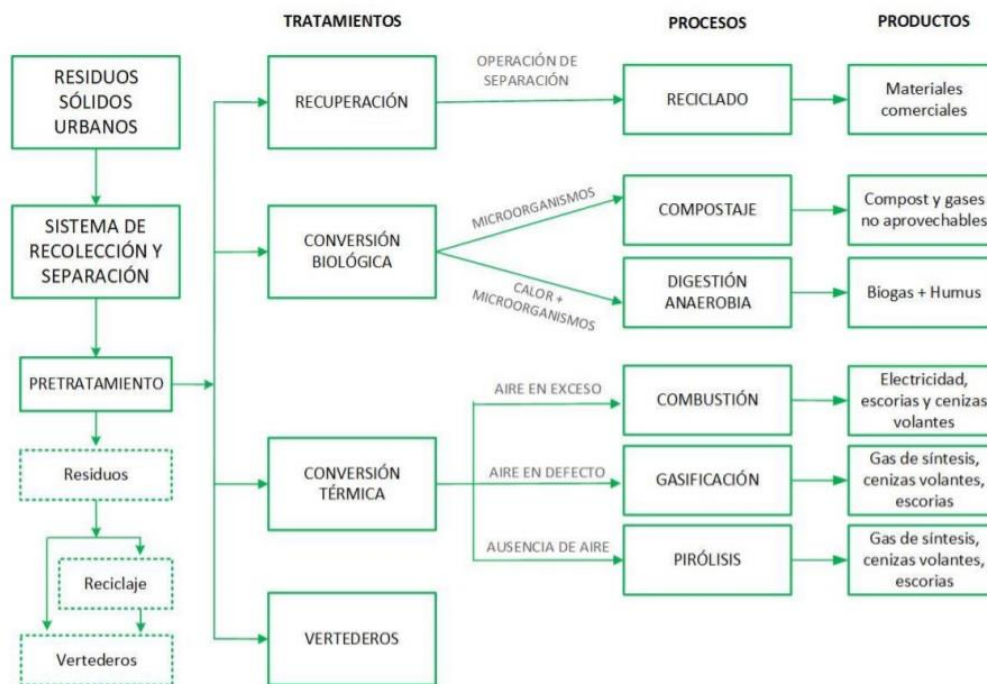 TRATAMIENTOS
PROCESOS
PRODUCTOS
RESIDUOS
SÓLIDOS
URBANOS
SISTEMA DE
RECOLECCIÓN Y
SEPARACIÓN
PRETRATAMIENTO
Residuos
Reciclaje
Vertederos
RECUPERACIÓN
OPERACIÓN DE
SEPARACIÓN
RECICLADO
Materiales
comerciales
CONVERSIÓN
BIOLÓGICA
MICROORGANISMOS
COMPOSTAJE
Compost y gases
no aprovechables
CALOR +
MICROORGANISMOS
DIGESTIÓN
ANAEROBIA
Biogas + Humus
CONVERSIÓN
TÉRMICA
AIRE EN EXCESO
COMBUSTIÓN
Electricidad,
escorias y cenizas
volantes
AIRE EN DEFECTO
GASIFICACIÓN
Gas de síntesis,
cenizas volantes,
escorias
AUSENCIA DE AIRE
PIRÓLISIS
Gas de síntesis,
cenizas volantes,
escorias
VERTEDEROS